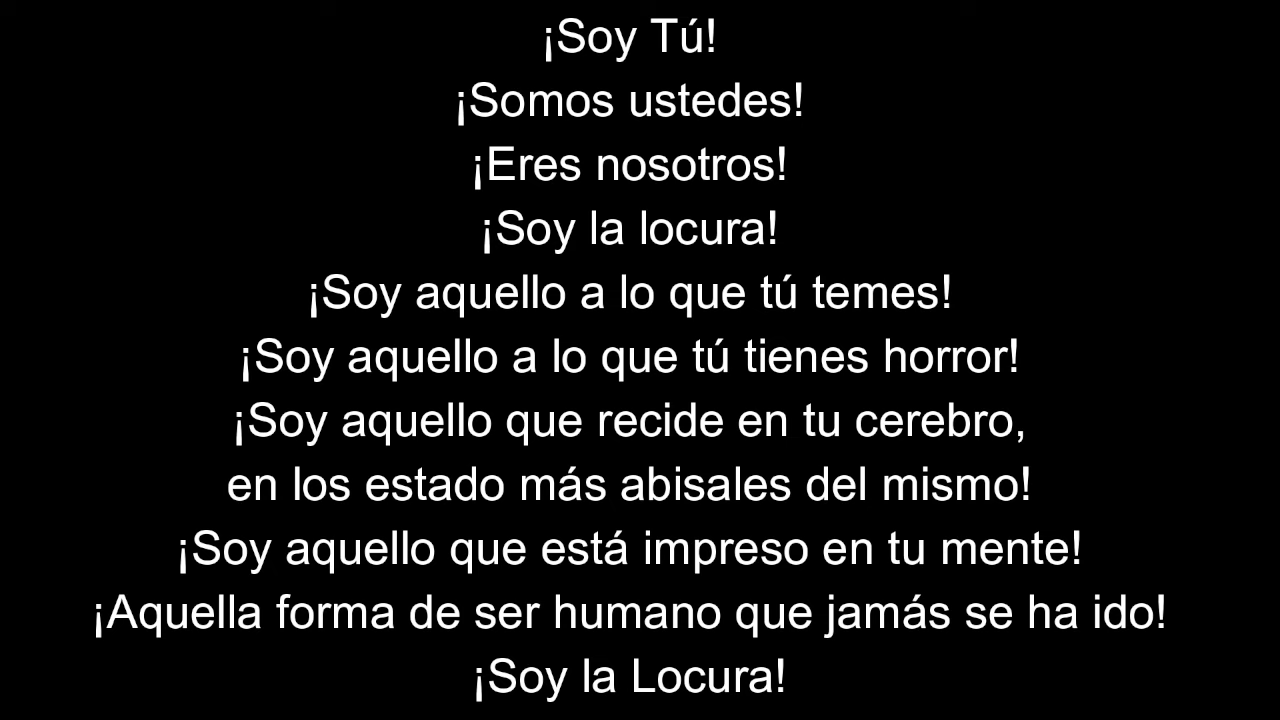 ¡Soy Tú!
¡Somos ustedes!
¡Eres nosotros!
¡Soy la locura!
¡Soy aquello a lo que tú temes!
¡Soy aquello a lo que tú tienes horror!
¡Soy aquello que recide en tu cerebro,
en los estado más abisales del mismo!
¡Soy aquello que está impreso en tu mente!
¡Aquella forma de ser humano que jamás se ha ido!
¡Soy la Locura!